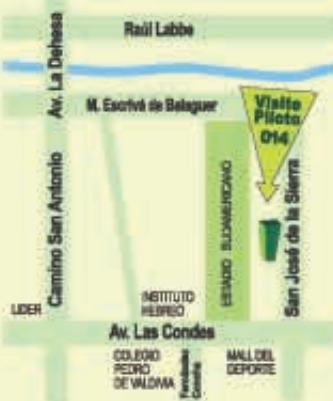 Raúl Labbe
Av. La Dehesa
M. Escrivá de Balaguer
Visite
Piloto
014
Camino San Antonio
ESTADIO SUDAMERICANO
San José de la Sierra
LIDER
INSTITUTO
HEBREO
Av. Las Condes
COLEGIO
PEDRO
DE VALDIVIA
MALL DEL
DEPORTE